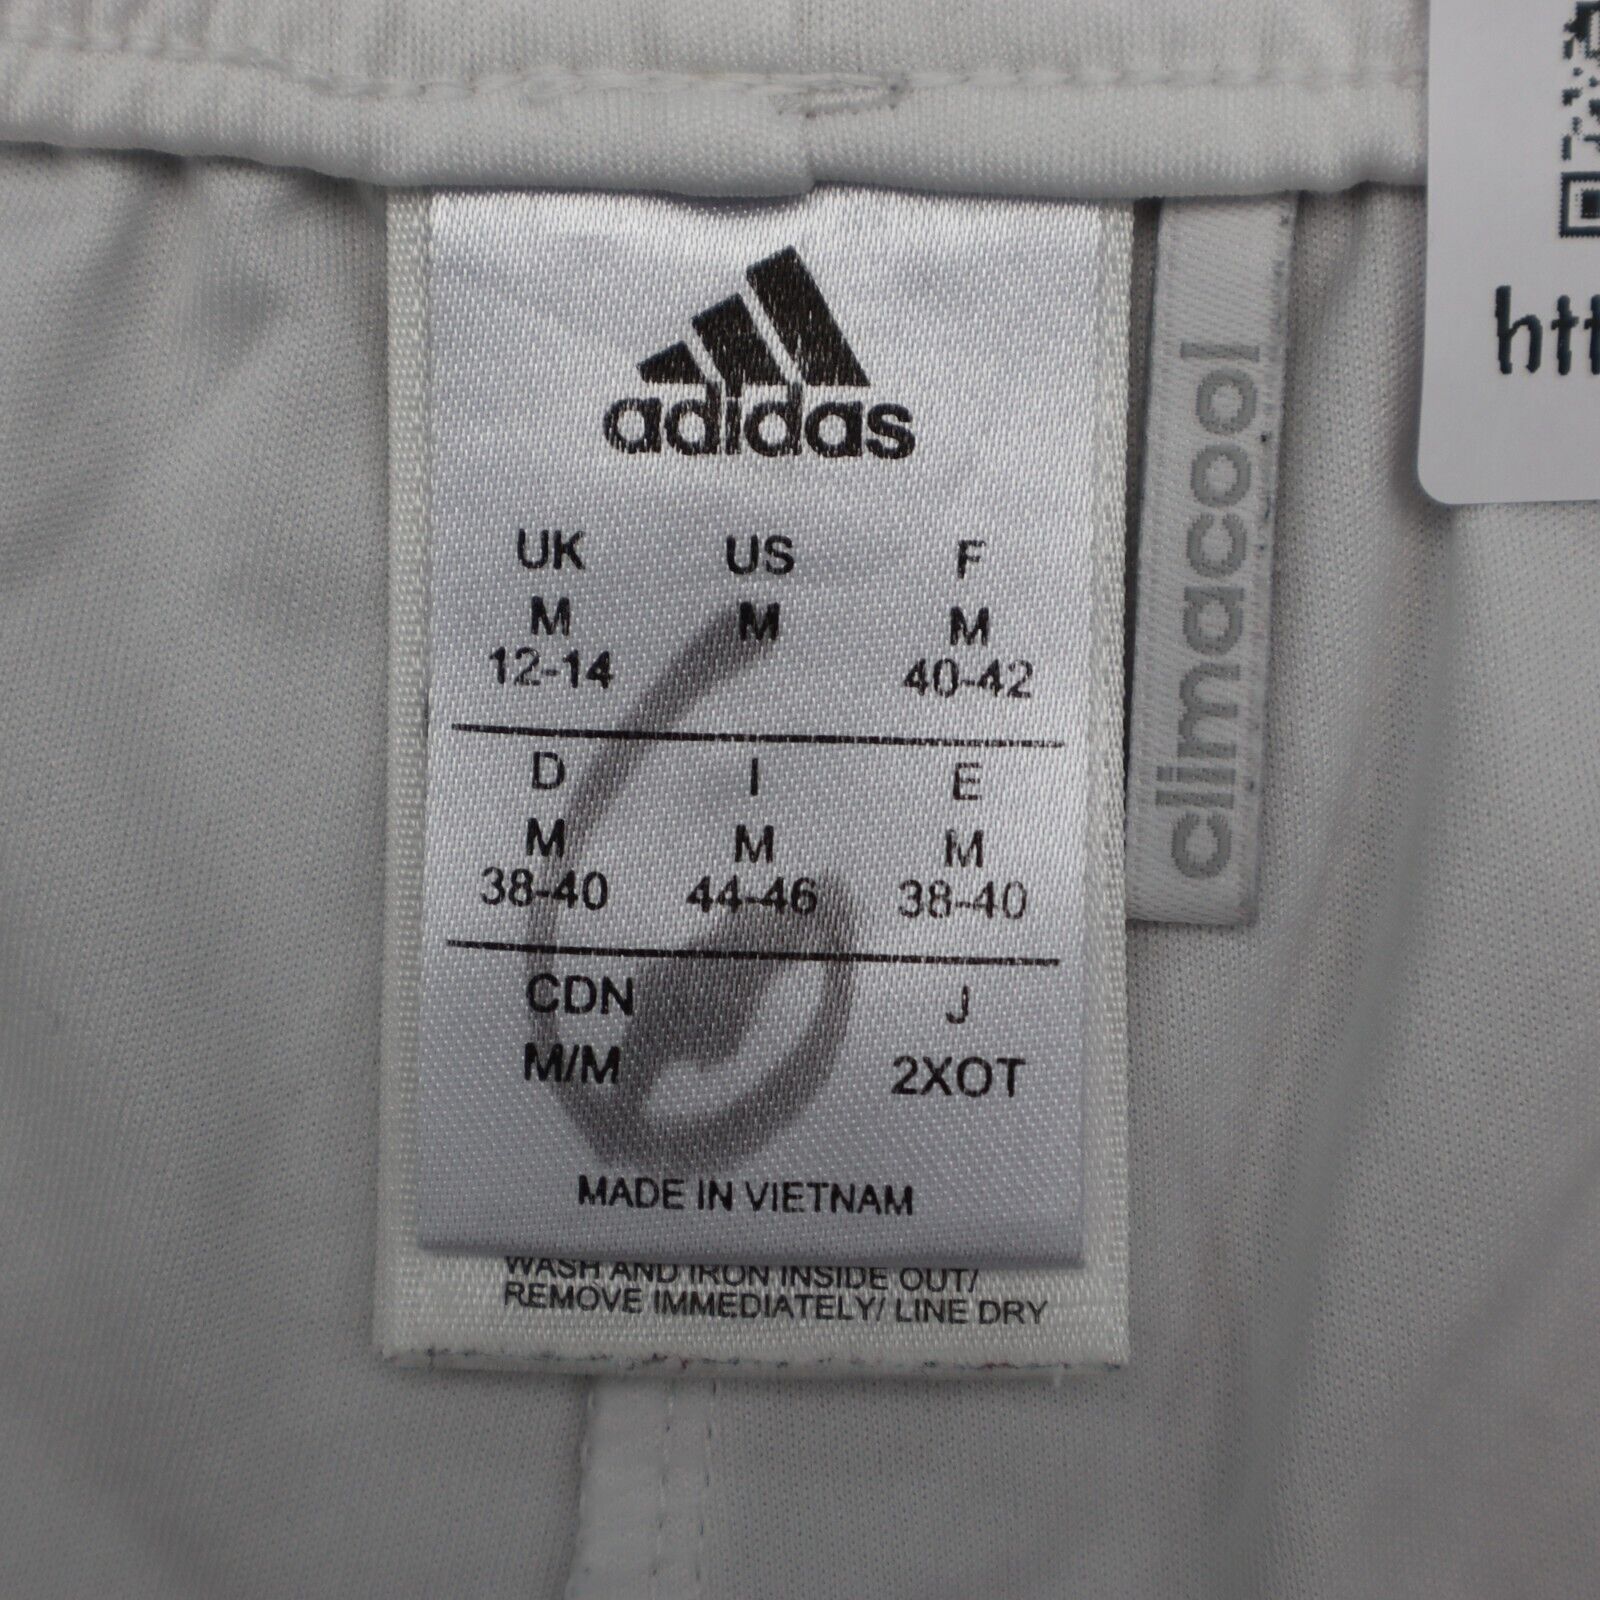 adidas
UK US F
M M M
12-14 40-42
D I E
M M M
38-40 44-46 38-40
CDN J
M/M 2XOT
MADE IN VIETNAM
WASH AND IRON INSIDE OUT/
REMOVE IMMEDIATELY/ LINE DRY
climacool
htt
6